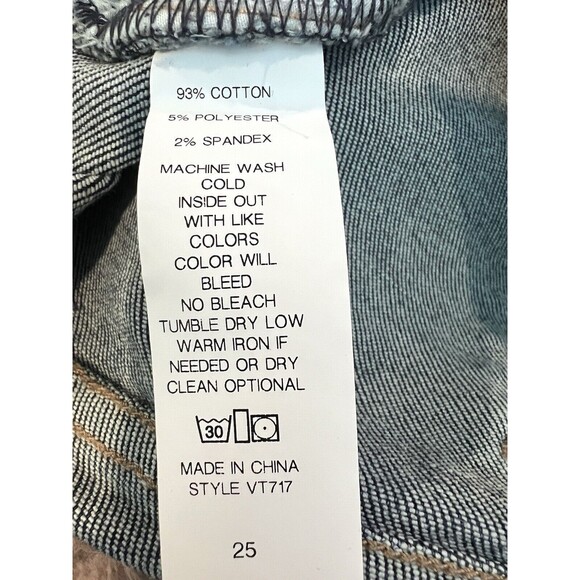 93% COTTON
5% POLYESTER
2% SPANDEX
MACHINE WASH
COLD
INSIDE OUT
WITH LIKE
COLORS
COLOR WILL
BLEED
NO BLEACH
TUMBLE DRY LOW
WARM IRON IF
NEEDED OR DRY
CLEAN OPTIONAL
30
MADE IN CHINA
STYLE VT717
25